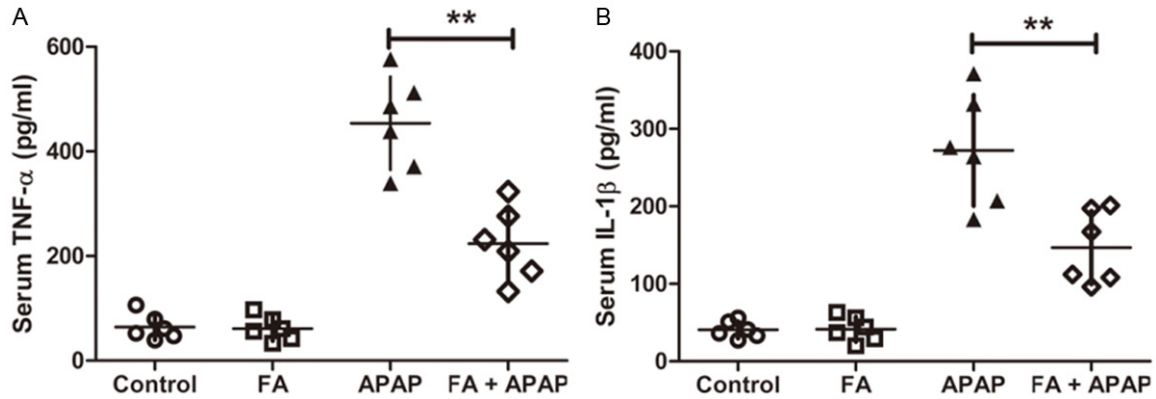 A
**
600
400
200
0
Serum TNF-α (pg/ml)
Control FA APAP FA + APAP
B
**
400
300
200
100
0
Serum IL-1β (pg/ml)
Control FA APAP FA + APAP